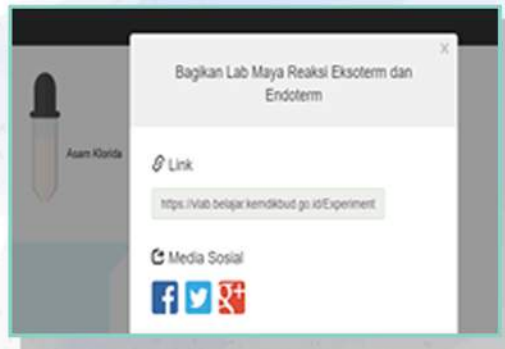 X
Bagikan Lab Maya Reaksi Eksoterm dan
Endoterm
Asam Klorida
Link
https://vlab.belajar.kemdikbud.go.id/Experiment
Media Sosial